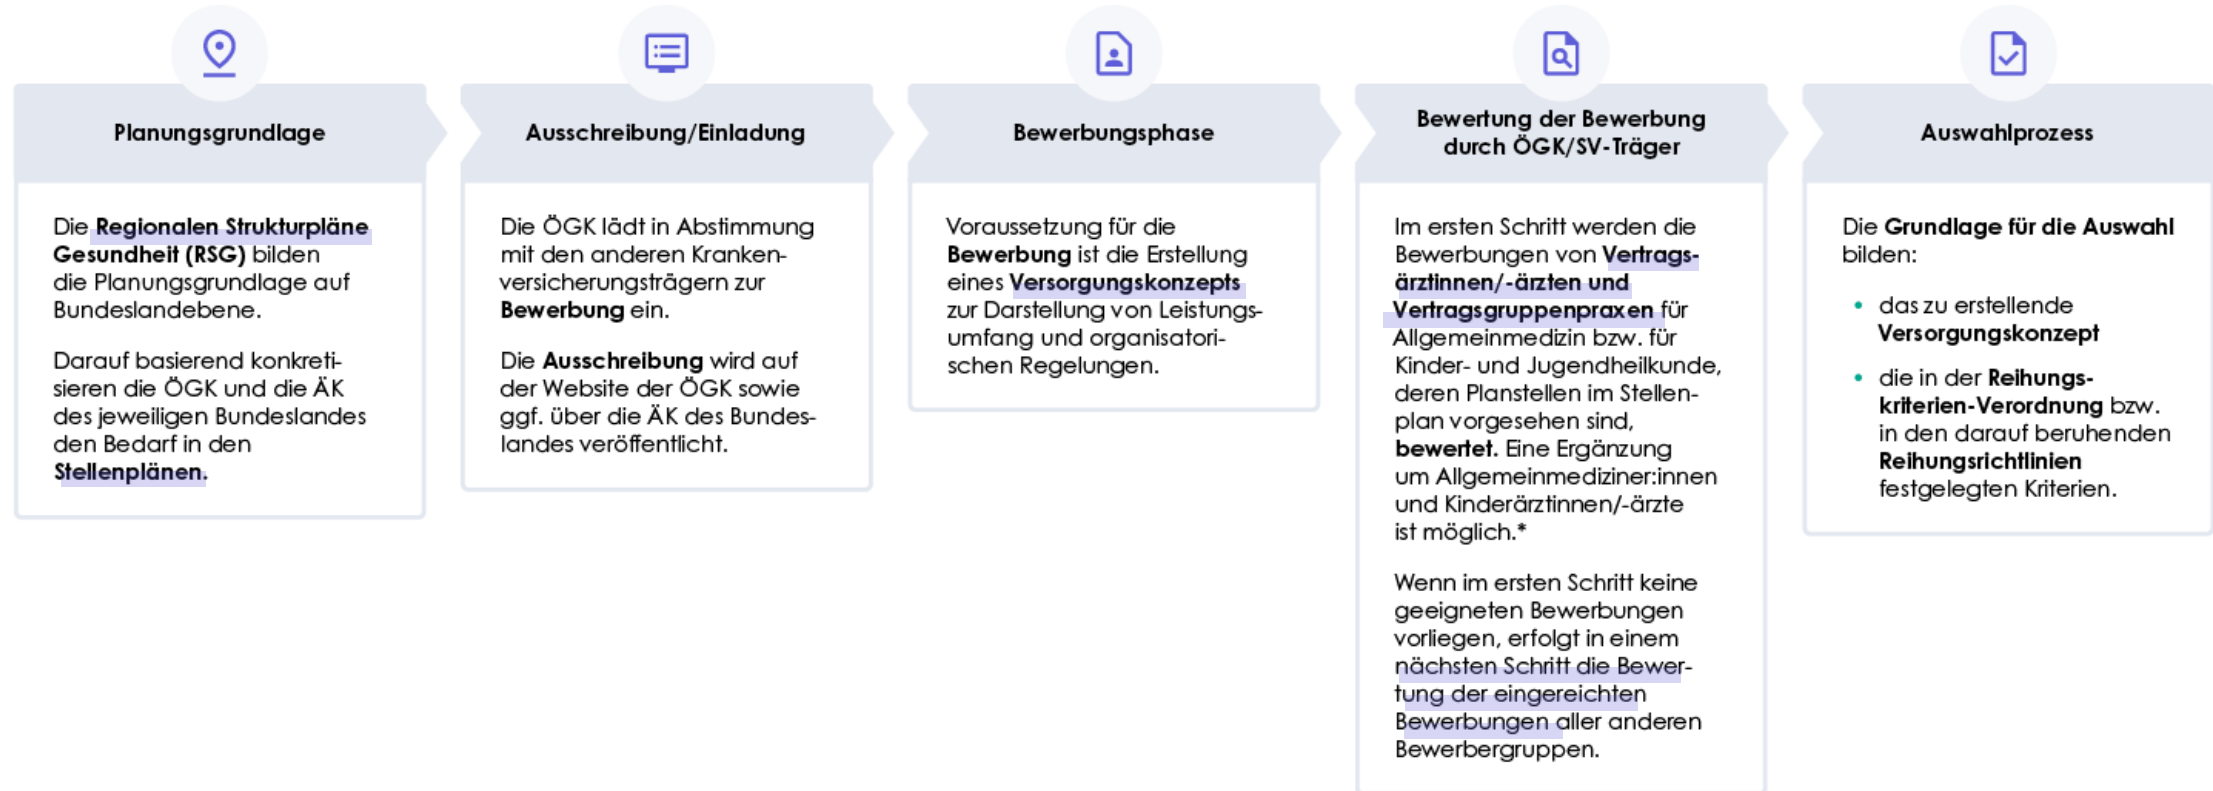 Planungsgrundlage
Die Regionalen Strukturpläne
Gesundheit (RSG) bilden
die Planungsgrundlage auf
Bundeslandebene.
Darauf basierend konkreti-
sieren die ÖGK und die ÄK
des jeweiligen Bundeslandes
den Bedarf in den
Stellenplänen.
Ausschreibung/Einladung
Die ÖGK lädt in Abstimmung
mit den anderen Kranken-
versicherungsträgern zur
Bewerbung ein.
Die Ausschreibung wird auf
der Website der ÖGK sowie
ggf. über die ÄK des Bundes-
landes veröffentlicht.
Bewerbungsphase
Voraussetzung für die
Bewerbung ist die Erstellung
eines Versorgungskonzepts
zur Darstellung von Leistungs-
umfang und organisatori-
schen Regelungen.
Bewertung der Bewerbung
durch ÖGK/SV-Träger
Im ersten Schritt werden die
Bewerbungen von Vertrags-
ärztinnen/-ärzten und
Vertragsgruppenpraxen für
Allgemeinmedizin bzw. für
Kinder- und Jugendheilkunde,
deren Planstellen im Stellen-
plan vorgesehen sind,
bewertet. Eine Ergänzung
um Allgemeinmediziner:innen
und Kinderärztinnen/-ärzte
ist möglich.*
Wenn im ersten Schritt keine
geeigneten Bewerbungen
vorliegen, erfolgt in einem
nächsten Schritt die Bewer-
tung der eingereichten
Bewerbungen aller anderen
Bewerbergruppen.
Auswahlprozess
Die Grundlage für die Auswahl
bilden:
• das zu erstellende
Versorgungskonzept
• die in der Reihungs-
kriterien-Verordnung bzw.
in den darauf beruhenden
Reihungsrichtlinien
festgelegten Kriterien.